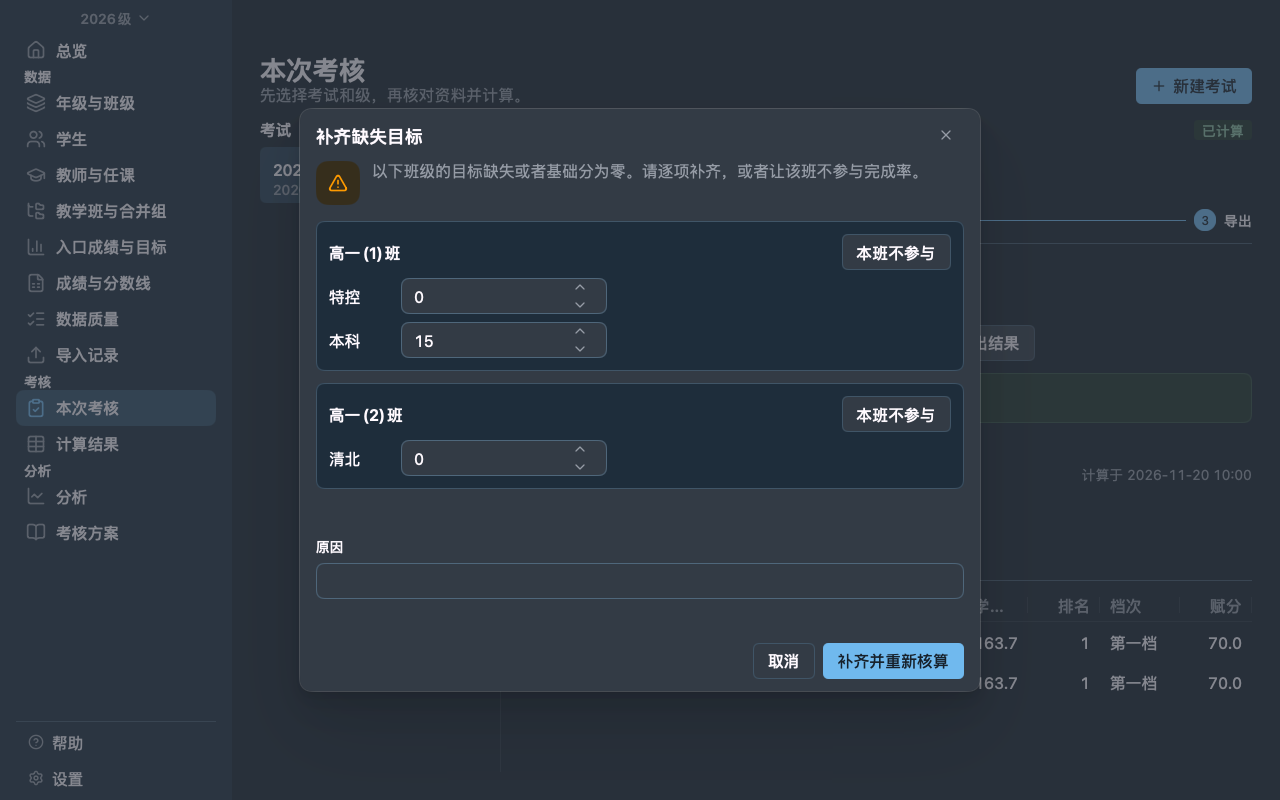 2026级
总览
数据
年级与班级
学生
教师与任课
教学班与合并组
入口成绩与目标
成绩与分数线
数据质量
导入记录
考核
本次考核
计算结果
分析
分析
考核方案
帮助
设置
本次考核
先选择考试和级，再核对资料并计算。
新建考试
考试
已计算
202
202
3 导出
出结果
计算于 2026-11-20 10:00
学... 排名 档次 赋分
163.7 1 第一档 70.0
163.7 1 第一档 70.0
补齐缺失目标
以下班级的目标缺失或者基础分为零。请逐项补齐，或者让该班不参与完成率。
高一 (1) 班 本班不参与
特控 0
本科 15
高一 (2) 班 本班不参与
清北 0
原因
取消 补齐并重新核算